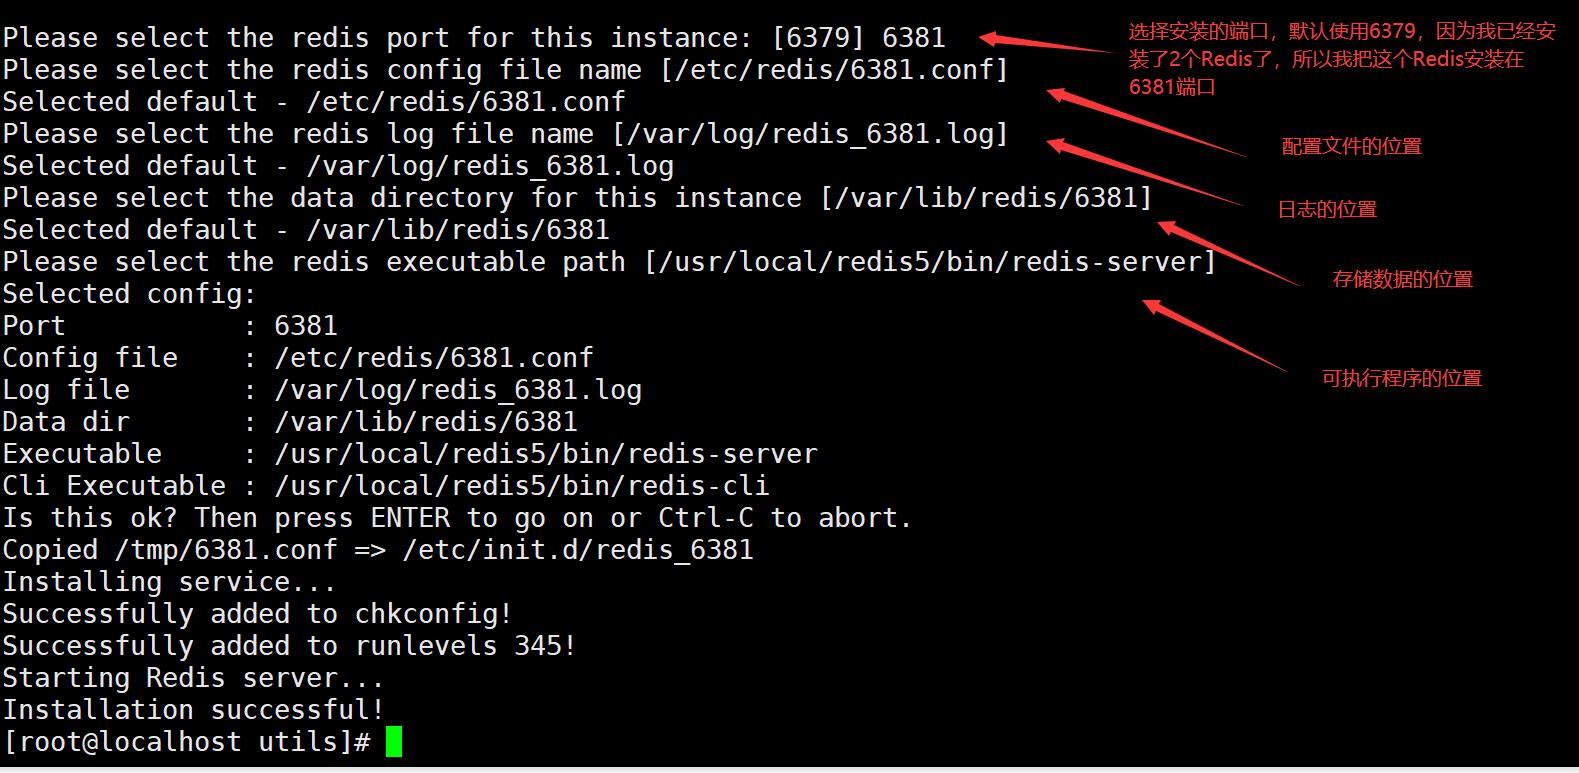 Please select the redis port for this instance: [6379] 6381
选择安装的端口，默认使用6379，因为我已经安
装了2个Redis了，所以我把这个Redis安装在
6381端口
Please select the redis config file name [/etc/redis/6381.conf]
Selected default - /etc/redis/6381.conf
配置文件的位置
Please select the redis log file name [/var/log/redis_6381.log]
Selected default - /var/log/redis_6381.log
日志的位置
Please select the data directory for this instance [/var/lib/redis/6381]
Selected default - /var/lib/redis/6381
存储数据的位置
Please select the redis executable path [/usr/local/redis5/bin/redis-server]
可执行程序的位置
Selected config:
Port           : 6381
Config file    : /etc/redis/6381.conf
Log file       : /var/log/redis_6381.log
Data dir       : /var/lib/redis/6381
Executable     : /usr/local/redis5/bin/redis-server
Cli Executable : /usr/local/redis5/bin/redis-cli
Is this ok? Then press ENTER to go on or Ctrl-C to abort.
Copied /tmp/6381.conf => /etc/init.d/redis_6381
Installing service...
Successfully added to chkconfig!
Successfully added to runlevels 345!
Starting Redis server...
Installation successful!
[root@localhost utils]#